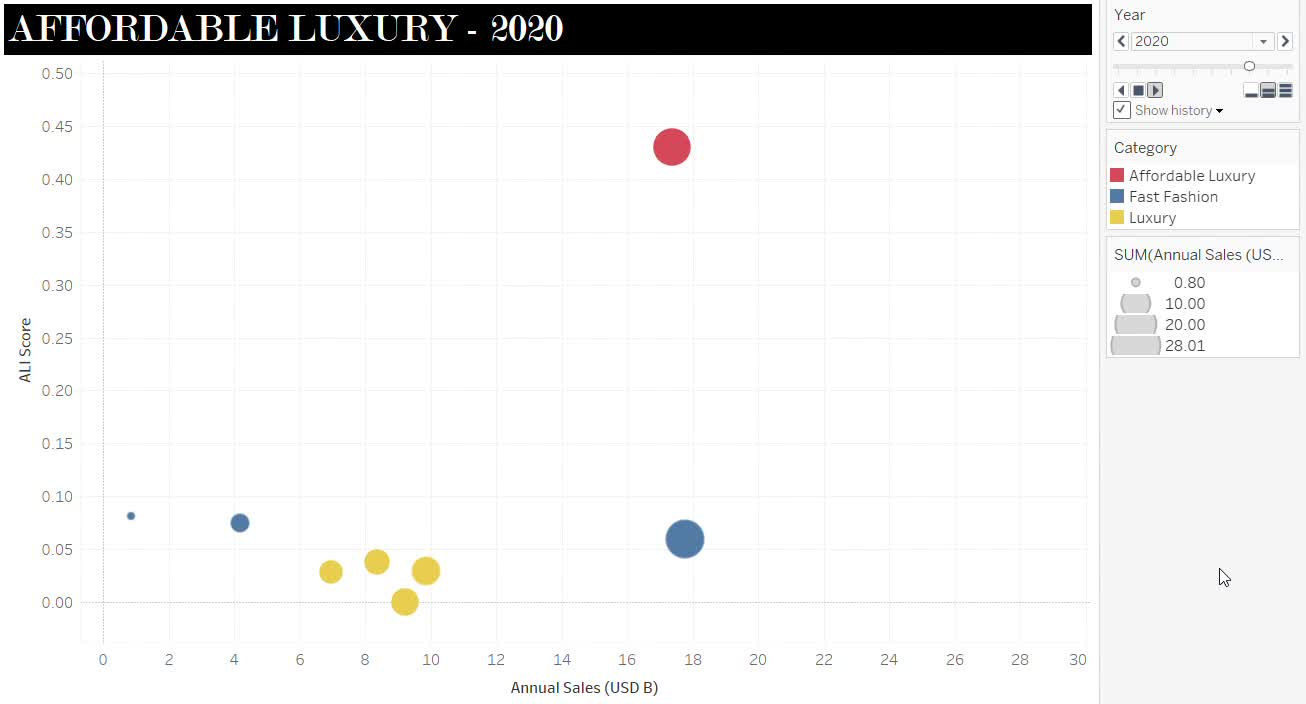 AFFORDABLE LUXURY - 2020
Year
2020
Show history
Category
Affordable Luxury
Fast Fashion
Luxury
SUM(Annual Sales (US...
0.80
10.00
20.00
28.01
0.50
0.45
0.40
0.35
0.30
0.25
0.20
0.15
0.10
0.05
0.00
ALI Score
0 2 4 6 8 10 12 14 16 18 20 22 24 26 28 30
Annual Sales (USD B)